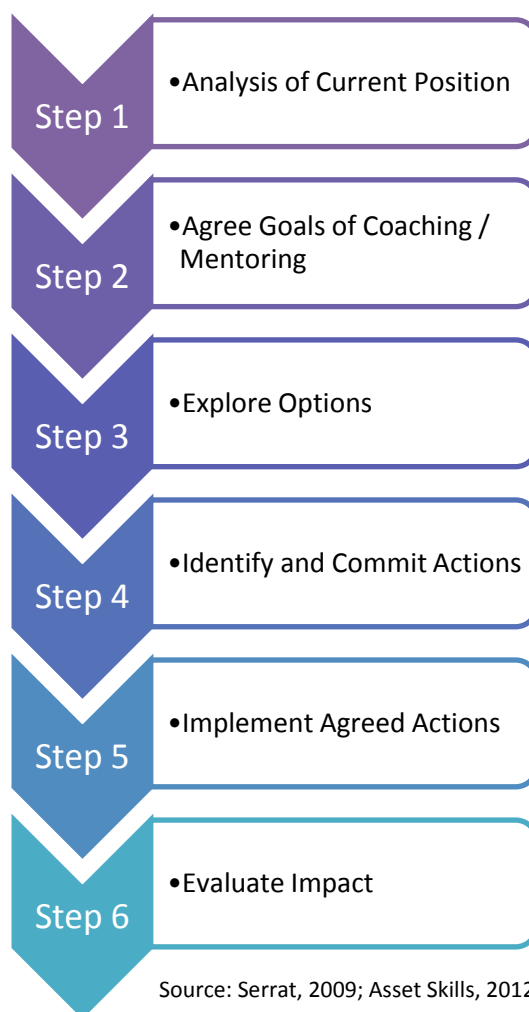 Step 1
•Analysis of Current Position
Step 2
•Agree Goals of Coaching /
Mentoring
Step 3
•Explore Options
Step 4
•Identify and Commit Actions
Step 5
•Implement Agreed Actions
Step 6
•Evaluate Impact
Source: Serrat, 2009; Asset Skills, 2012